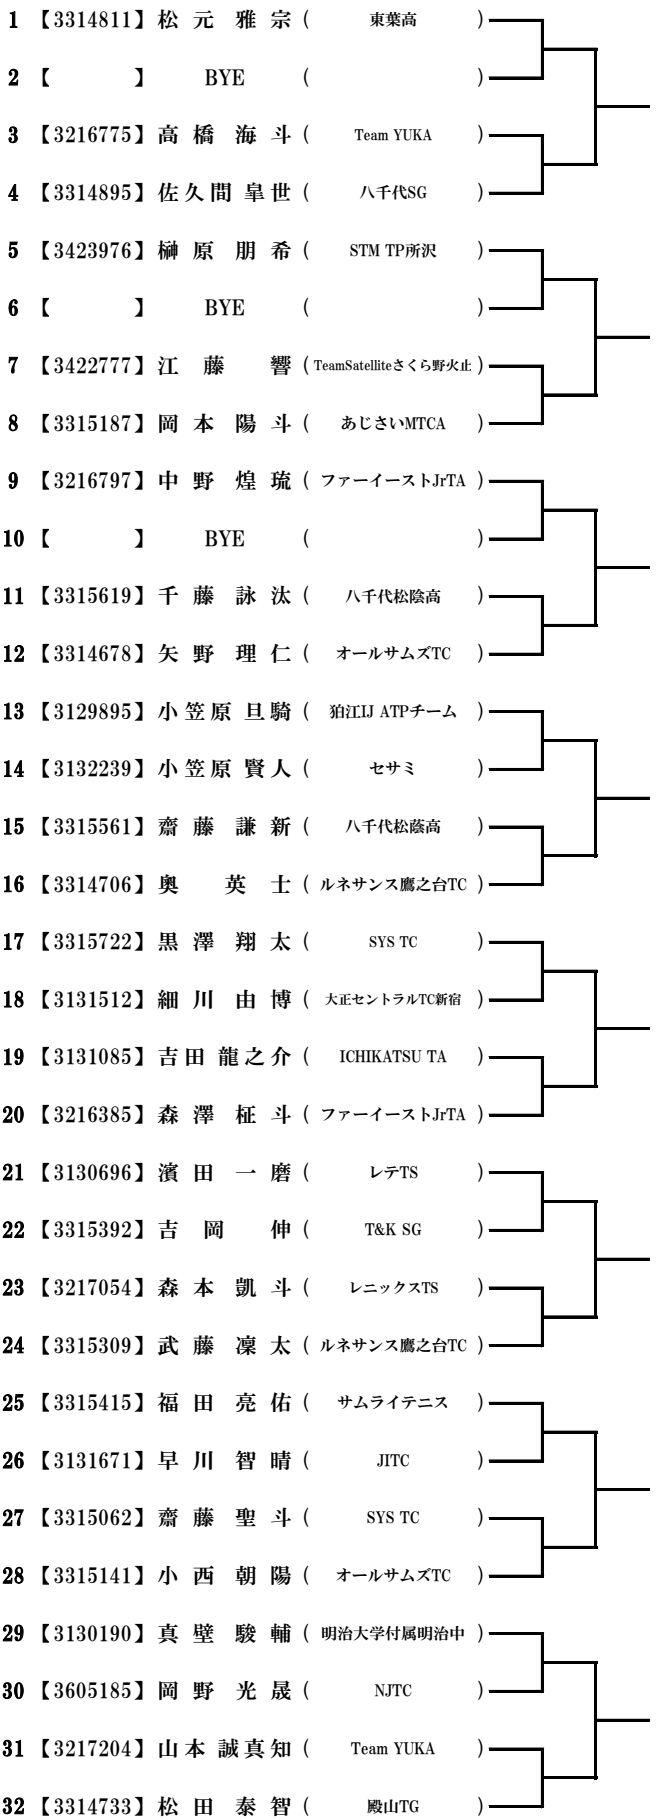 1 【3314811】 松 元 雅 宗 ( 東葉高 )
2 【 】 BYE ( )
3 【3216775】 高 橋 海 斗 ( Team YUKA )
4 【3314895】 佐久間 皐世 ( 八千代SG )
5 【3423976】 榊 原 朋 希 ( STM TP所沢 )
6 【 】 BYE ( )
7 【3422777】 江 藤 響 ( TeamSatelliteさくら野火止 )
8 【3315187】 岡 本 陽 斗 ( あじさいMTCA )
9 【3216797】 中 野 煌 琉 ( ファーイーストJrTA )
10 【 】 BYE ( )
11 【3315619】 千 藤 詠 汰 ( 八千代松陰高 )
12 【3314678】 矢 野 理 仁 ( オールサムズTC )
13 【3129895】 小笠原 旦騎 ( 狛江IJ ATPチーム )
14 【3132239】 小笠原 賢人 ( セサミ )
15 【3315561】 齋 藤 謙 新 ( 八千代松蔭高 )
16 【3314706】 奥 英 士 ( ルネサンス鷹之台TC )
17 【3315722】 黒 澤 翔 太 ( SYS TC )
18 【3131512】 細 川 由 博 ( 大正セントラルTC新宿 )
19 【3131085】 吉田 龍之介 ( ICHIKATSU TA )
20 【3216385】 森 澤 柾 斗 ( ファーイーストJrTA )
21 【3130696】 濱 田 一 磨 ( レテTS )
22 【3315392】 吉 岡 伸 ( T&K SG )
23 【3217054】 森 本 凱 斗 ( レニックスTS )
24 【3315309】 武 藤 凜 太 ( ルネサンス鷹之台TC )
25 【3315415】 福 田 亮 佑 ( サムライテニス )
26 【3131671】 早 川 智 晴 ( JITC )
27 【3315062】 齋 藤 聖 斗 ( SYS TC )
28 【3315141】 小 西 朝 陽 ( オールサムズTC )
29 【3130190】 真 壁 駿 輔 ( 明治大学付属明治中 )
30 【3605185】 岡 野 光 晟 ( NJTC )
31 【3217204】 山本 誠真知 ( Team YUKA )
32 【3314733】 松 田 泰 智 ( 殿山TG )